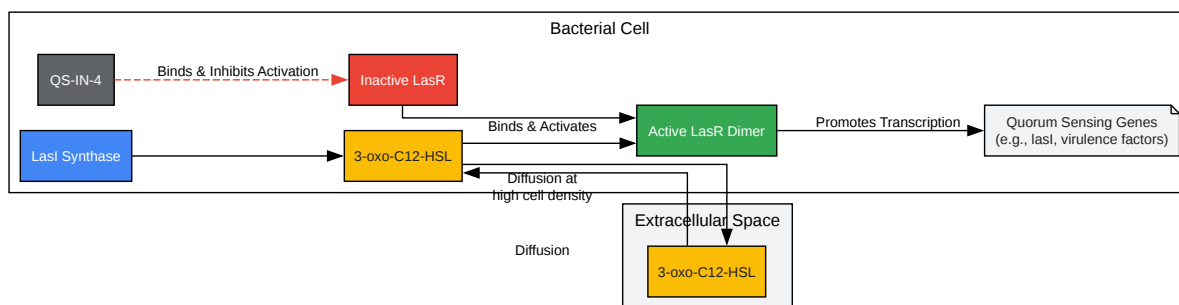 Bacterial Cell
QS-IN-4
Binds & Inhibits Activation
Inactive LasR
LasI Synthase
3-oxo-C12-HSL
Binds & Activates
Active LasR Dimer
Promotes Transcription
Quorum Sensing Genes
(e.g., lasI, virulence factors)
Diffusion at
high cell density
Extracellular Space
Diffusion
3-oxo-C12-HSL